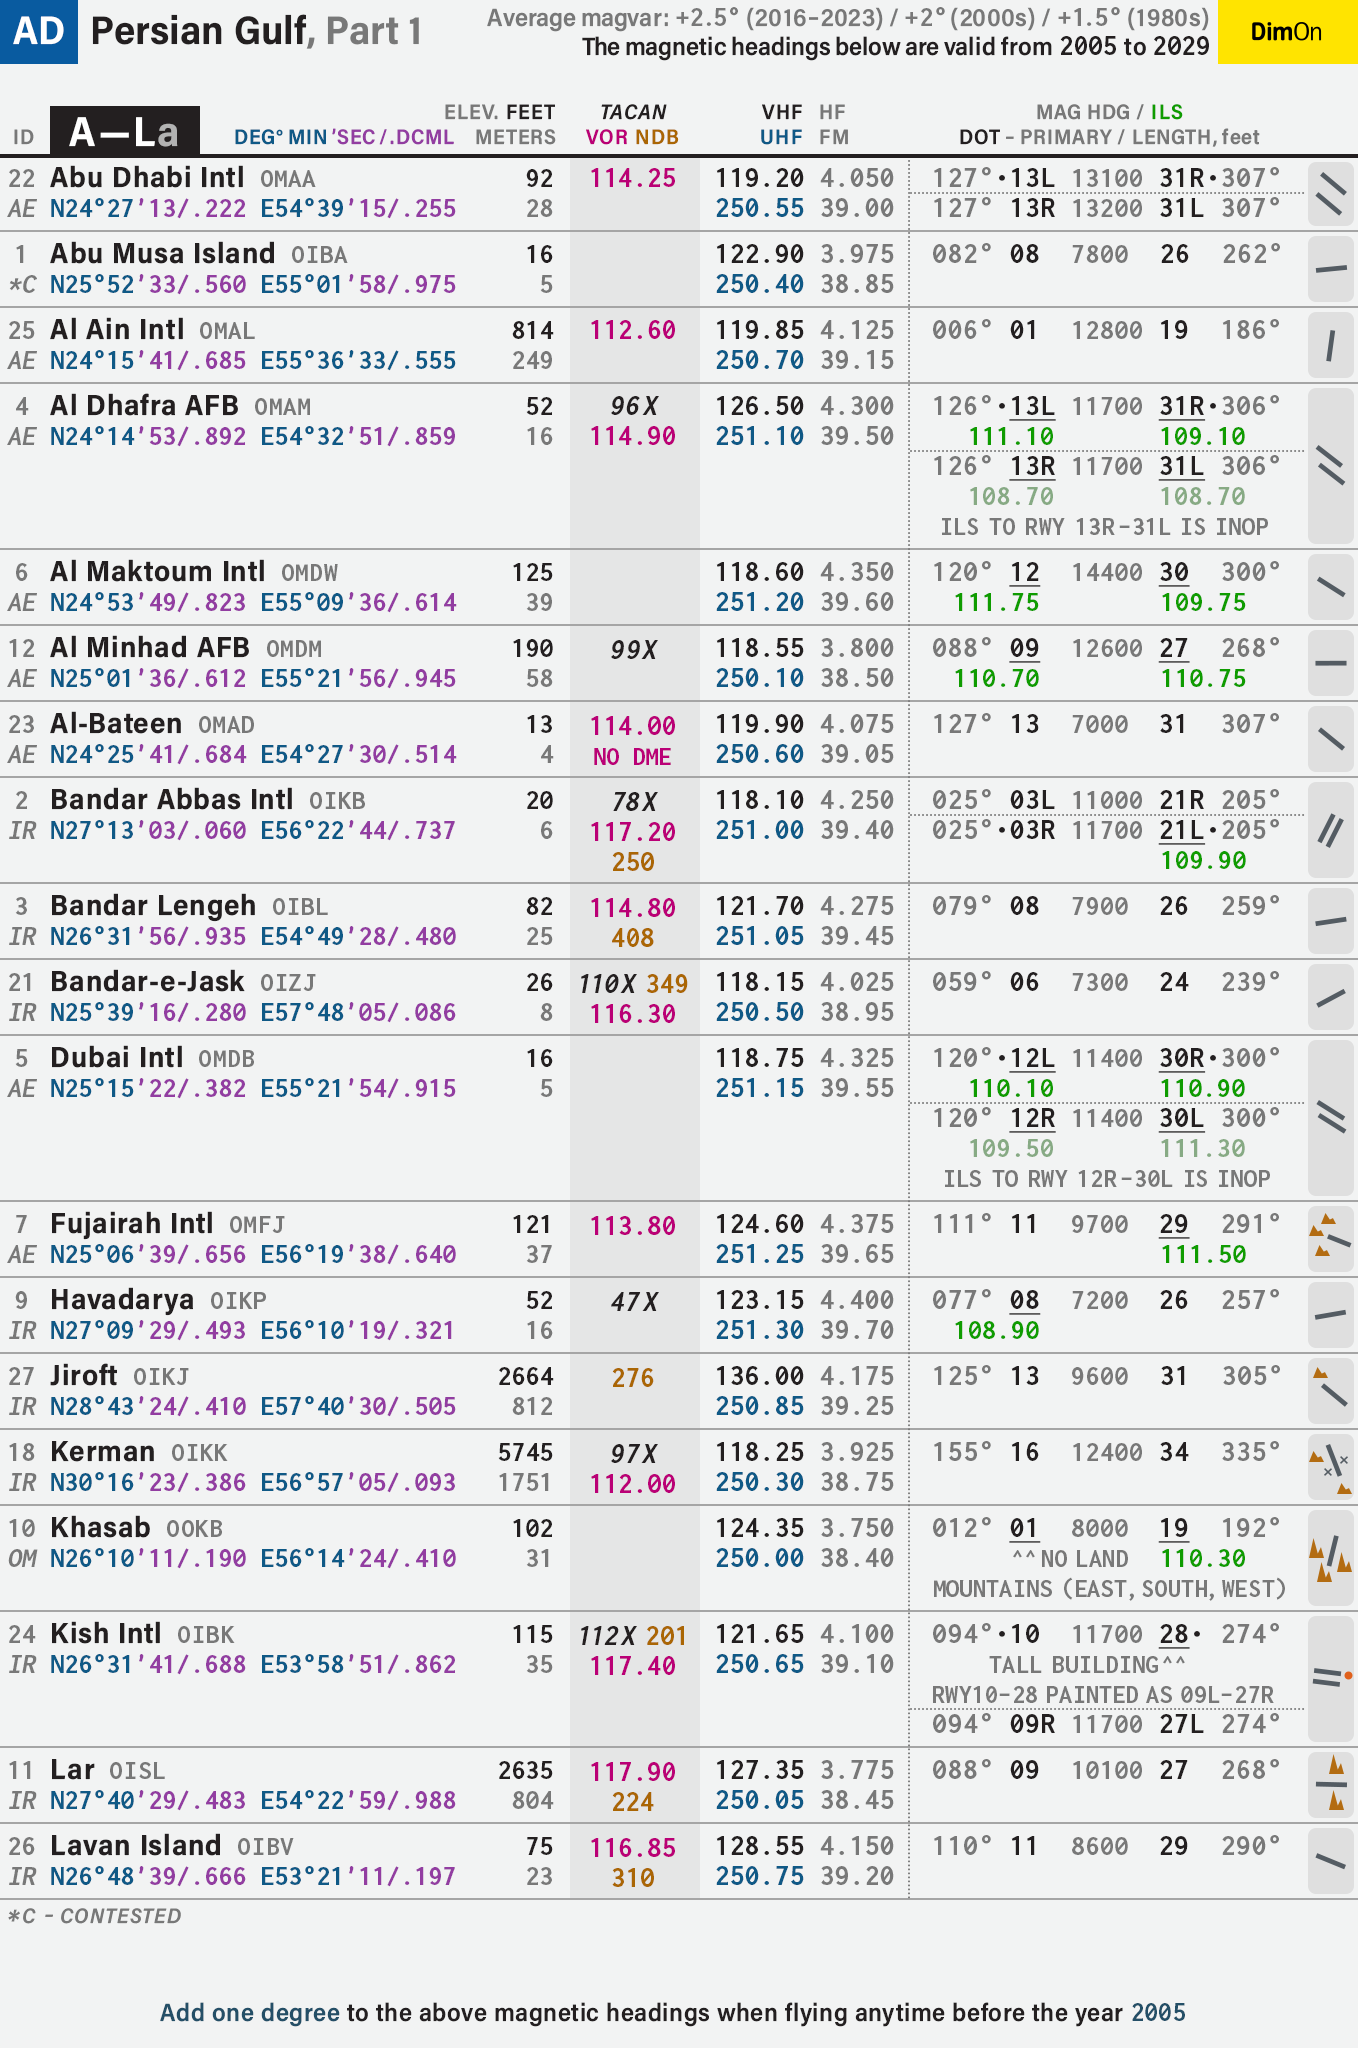 AD Persian Gulf, Part 1 Average magvar: +2.5° (2016–2023) / +2° (2000s) / +1.5° (1980s)
The magnetic headings below are valid from 2005 to 2029 DimOn
ELEV. FEET TACAN VHF HF MAG HDG / ILS
ID A—La DEG° MIN 'SEC / .DCML METERS VOR NDB UHF FM DOT – PRIMARY / LENGTH, feet
22 Abu Dhabi Intl OMAA 92 114.25 119.20 4.050 127°·13L 13100 31R·307°
AE N24°27'13/.222 E54°39'15/.255 28 250.55 39.00 127° 13R 13200 31L 307°
1 Abu Musa Island OIBA 16 122.90 3.975 082° 08 7800 26 262°
*C N25°52'33/.560 E55°01'58/.975 5 250.40 38.85
25 Al Ain Intl OMAL 814 112.60 119.85 4.125 006° 01 12800 19 186°
AE N24°15'41/.685 E55°36'33/.555 249 250.70 39.15
4 Al Dhafra AFB OMAM 52 96X 126.50 4.300 126°·13L 11700 31R·306°
AE N24°14'53/.892 E54°32'51/.859 16 114.90 251.10 39.50 111.10 109.10
126° 13R 11700 31L 306°
108.70 108.70
ILS TO RWY 13R–31L IS INOP
6 Al Maktoum Intl OMDW 125 118.60 4.350 120° 12 14400 30 300°
AE N24°53'49/.823 E55°09'36/.614 39 251.20 39.60 111.75 109.75
12 Al Minhad AFB OMDM 190 99X 118.55 3.800 088° 09 12600 27 268°
AE N25°01'36/.612 E55°21'56/.945 58 250.10 38.50 110.70 110.75
23 Al-Bateen OMAD 13 114.00 119.90 4.075 127° 13 7000 31 307°
AE N24°25'41/.684 E54°27'30/.514 4 NO DME 250.60 39.05
2 Bandar Abbas Intl OIKB 20 78X 118.10 4.250 025° 03L 11000 21R 205°
IR N27°13'03/.060 E56°22'44/.737 6 117.20 251.00 39.40 025°·03R 11700 21L·205°
250 109.90
3 Bandar Lengeh OIBL 82 114.80 121.70 4.275 079° 08 7900 26 259°
IR N26°31'56/.935 E54°49'28/.480 25 408 251.05 39.45
21 Bandar-e-Jask OIZJ 26 110X 349 118.15 4.025 059° 06 7300 24 239°
IR N25°39'16/.280 E57°48'05/.086 8 116.30 250.50 38.95
5 Dubai Intl OMDB 16 118.75 4.325 120°·12L 11400 30R·300°
AE N25°15'22/.382 E55°21'54/.915 5 251.15 39.55 110.10 110.90
120° 12R 11400 30L 300°
109.50 111.30
ILS TO RWY 12R–30L IS INOP
7 Fujairah Intl OMFJ 121 113.80 124.60 4.375 111° 11 9700 29 291°
AE N25°06'39/.656 E56°19'38/.640 37 251.25 39.65 111.50
9 Havadarya OIKP 52 47X 123.15 4.400 077° 08 7200 26 257°
IR N27°09'29/.493 E56°10'19/.321 16 251.30 39.70 108.90
27 Jiroft OIKJ 2664 276 136.00 4.175 125° 13 9600 31 305°
IR N28°43'24/.410 E57°40'30/.505 812 250.85 39.25
18 Kerman OIKK 5745 97X 118.25 3.925 155° 16 12400 34 335°
IR N30°16'23/.386 E56°57'05/.093 1751 112.00 250.30 38.75
10 Khasab OOKB 102 124.35 3.750 012° 01 8000 19 192°
OM N26°10'11/.190 E56°14'24/.410 31 250.00 38.40 ^^NO LAND 110.30
MOUNTAINS (EAST, SOUTH, WEST)
24 Kish Intl OIBK 115 112X 201 121.65 4.100 094°·10 11700 28· 274°
IR N26°31'41/.688 E53°58'51/.862 35 117.40 250.65 39.10 TALL BUILDING^^
RWY10–28 PAINTED AS 09L–27R
094° 09R 11700 27L 274°
11 Lar OISL 2635 117.90 127.35 3.775 088° 09 10100 27 268°
IR N27°40'29/.483 E54°22'59/.988 804 224 250.05 38.45
26 Lavan Island OIBV 75 116.85 128.55 4.150 110° 11 8600 29 290°
IR N26°48'39/.666 E53°21'11/.197 23 310 250.75 39.20
*C – CONTESTED
Add one degree to the above magnetic headings when flying anytime before the year 2005